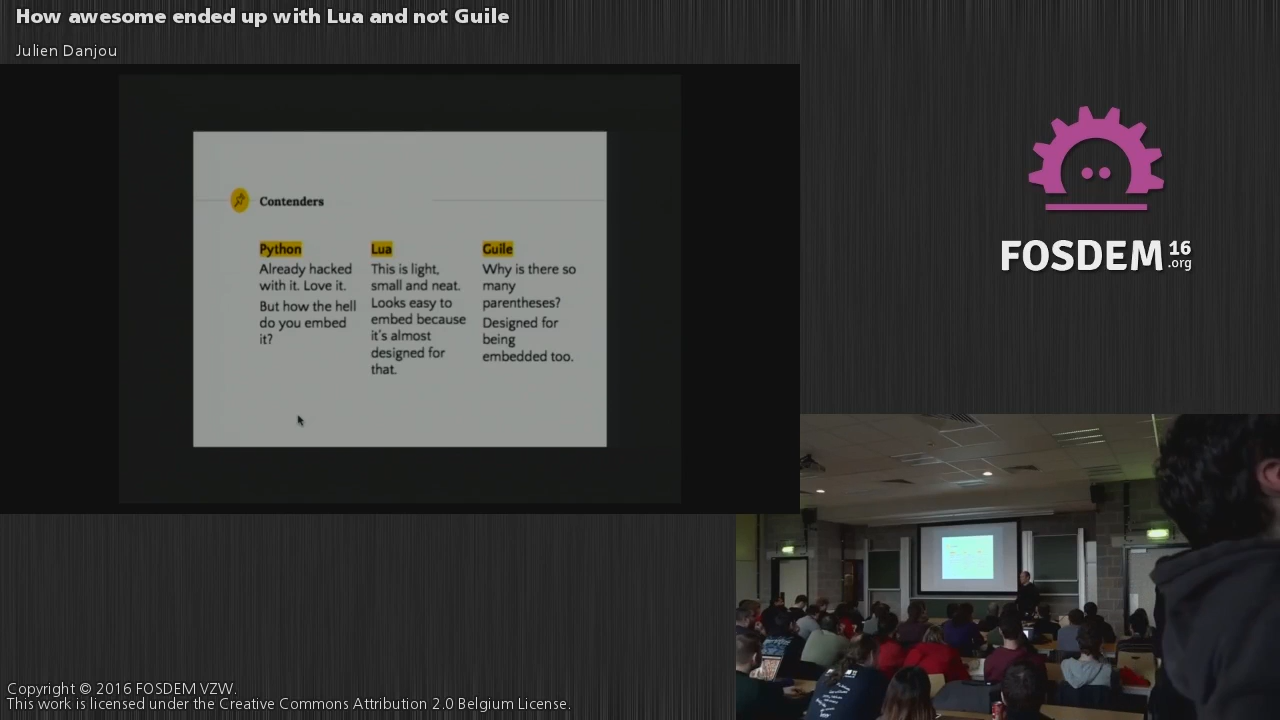 How awesome ended up with Lua and not Guile
Julien Danjou
Contenders
Python
Already hacked
with it. Love it.
But how the hell
do you embed
it?
Lua
This is light,
small and neat.
Looks easy to
embed because
it's almost
designed for
that.
Guile
Why is there so
many
parentheses?
Designed for
being
embedded too.
FOSDEM 16
.org
Copyright © 2016 FOSDEM VZW.
This work is licensed under the Creative Commons Attribution 2.0 Belgium License.